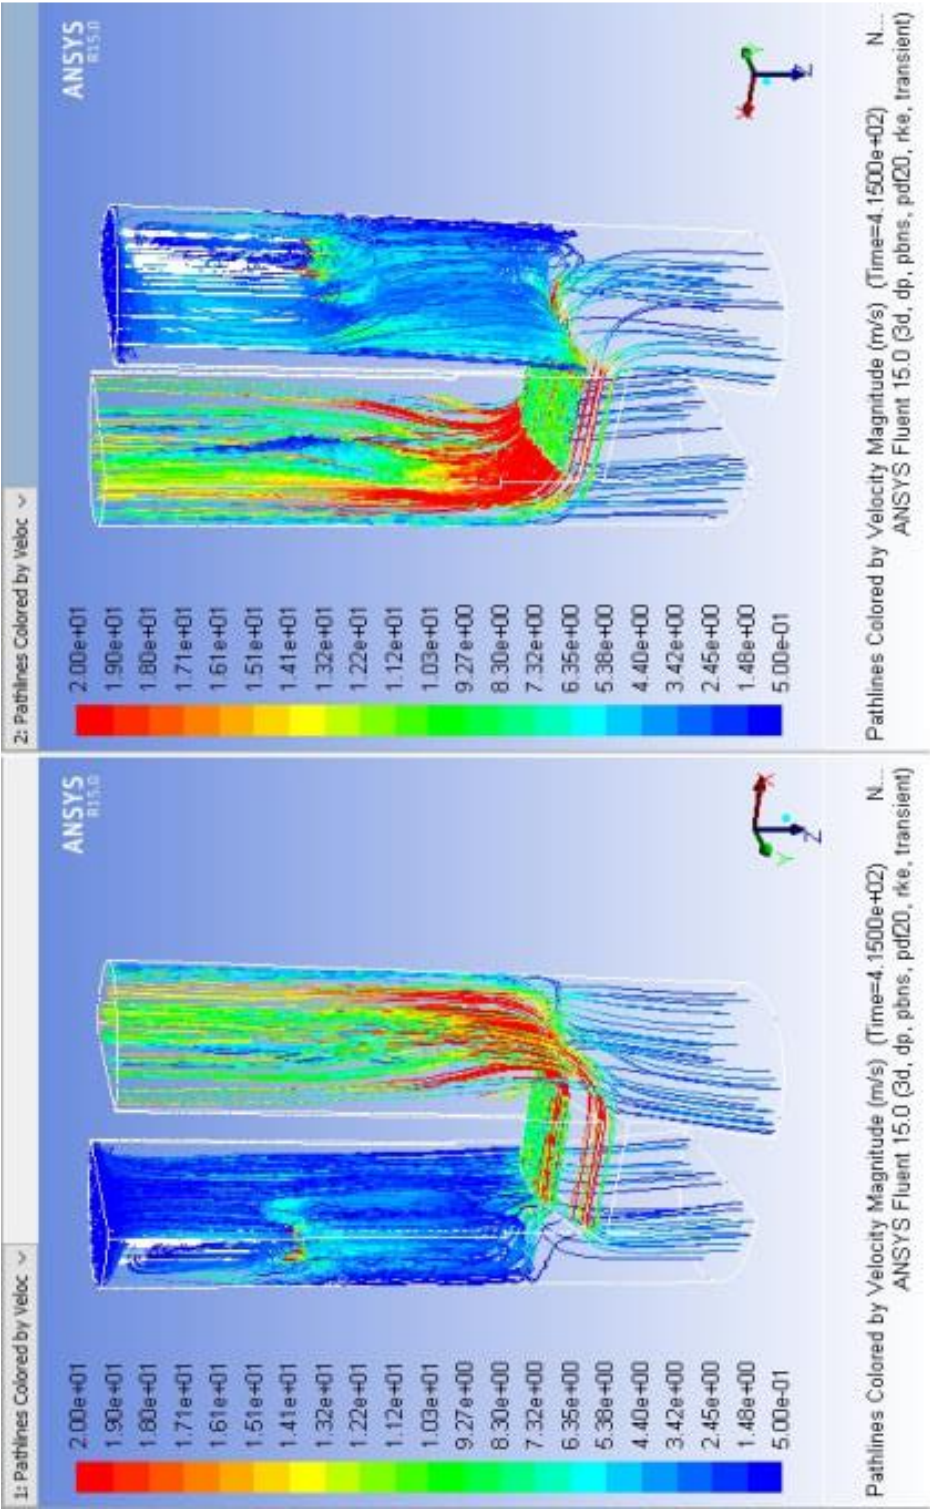 1: Pathlines Colored by Veloc
ANSYS
R15.0
2.00e+01
1.90e+01
1.80e+01
1.71e+01
1.61e+01
1.51e+01
1.41e+01
1.32e+01
1.22e+01
1.12e+01
1.03e+01
9.27e+00
8.30e+00
7.32e+00
6.35e+00
5.38e+00
4.40e+00
3.42e+00
2.45e+00
1.48e+00
5.00e-01
X
Y
Z
Pathlines Colored by Velocity Magnitude (m/s) (Time=4.1500e+02)
N...
ANSYS Fluent 15.0 (3d, dp, pbns, pdf20, rke, transient)
2: Pathlines Colored by Veloc
ANSYS
R15.0
2.00e+01
1.90e+01
1.80e+01
1.71e+01
1.61e+01
1.51e+01
1.41e+01
1.32e+01
1.22e+01
1.12e+01
1.03e+01
9.27e+00
8.30e+00
7.32e+00
6.35e+00
5.38e+00
4.40e+00
3.42e+00
2.45e+00
1.48e+00
5.00e-01
Y
X
Z
Pathlines Colored by Velocity Magnitude (m/s) (Time=4.1500e+02)
N...
ANSYS Fluent 15.0 (3d, dp, pbns, pdf20, rke, transient)